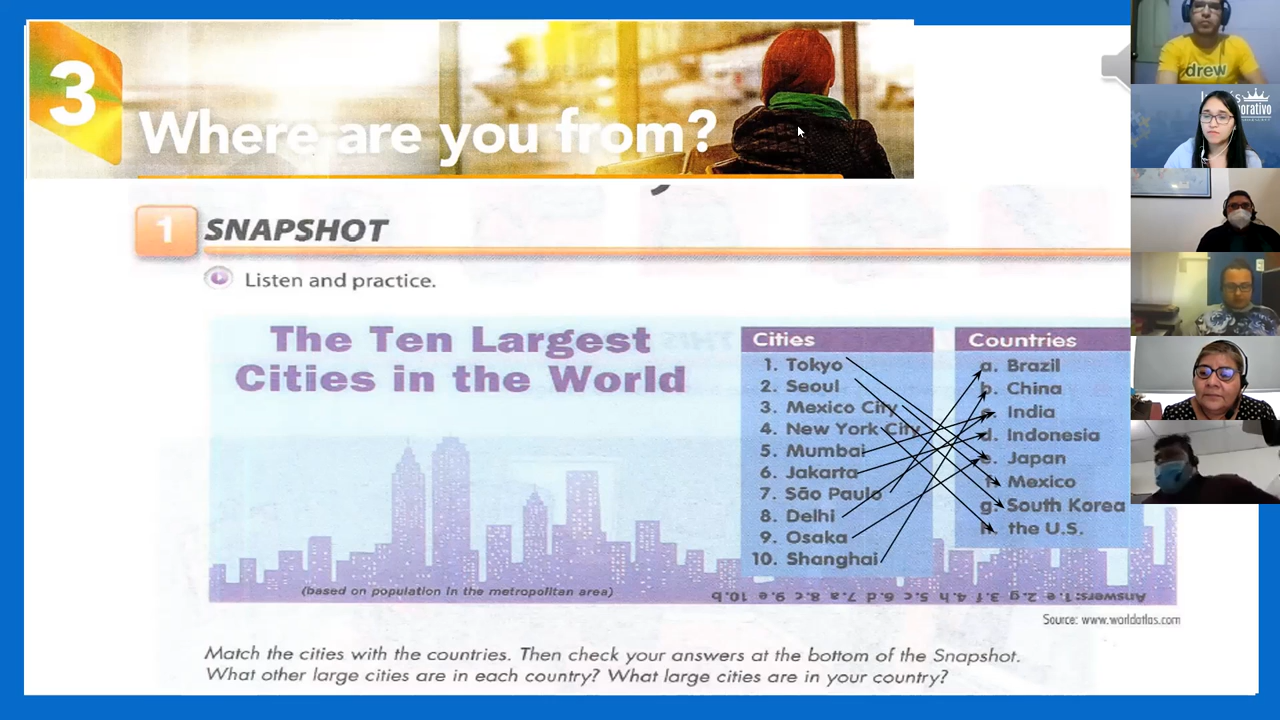 3
Where are you from?
1 SNAPSHOT
Listen and practice.
The Ten Largest
Cities in the World
Cities
1. Tokyo
2. Seoul
3. Mexico City
4. New York City
5. Mumbai
6. Jakarta
7. São Paulo
8. Delhi
9. Osaka
10. Shanghai
Countries
a. Brazil
b. China
c. India
d. Indonesia
e. Japan
f. Mexico
g. South Korea
h. the U.S.
(based on population in the metropolitan area)
Answers: 1. e 2. g 3. f 4. h 5. c 6. d 7. a 8. c 9. e 10. b
Source: www.worldatlas.com
Match the cities with the countries. Then check your answers at the bottom of the Snapshot.
What other large cities are in each country? What large cities are in your country?
drew